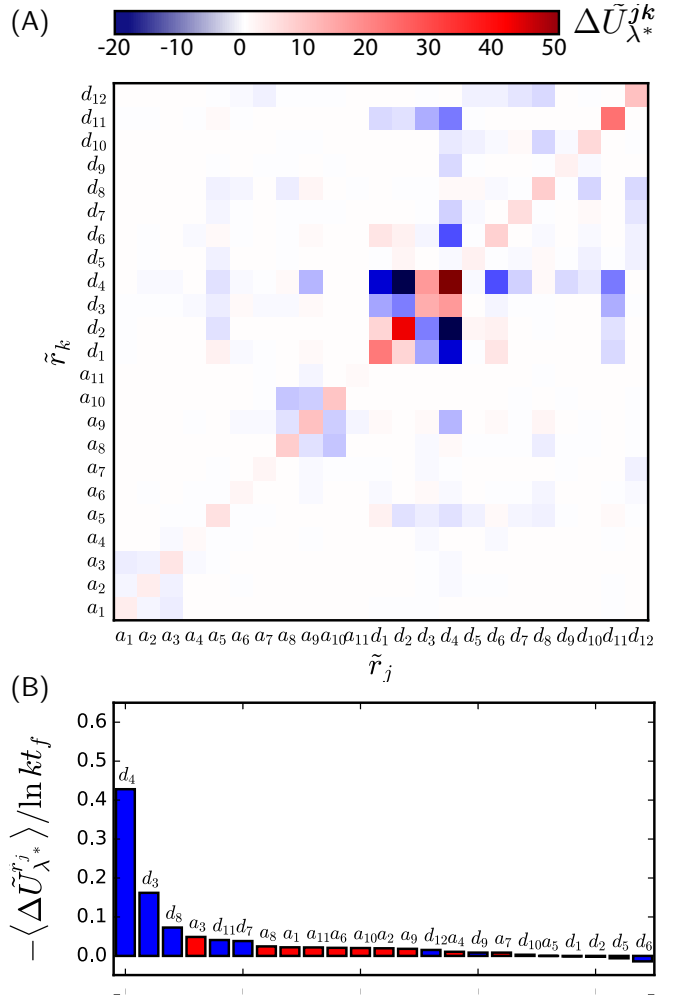 (A)
-20 -10 0 10 20 30 40 50
ΔŨ^{jk}_{λ*}
d₁₂
d₁₁
d₁₀
d₉
d₈
d₇
d₆
d₅
d₄
d₃
d₂
d₁
a₁₁
a₁₀
a₉
a₈
a₇
a₆
a₅
a₄
a₃
a₂
a₁
r̃ₖ
a₁ a₂ a₃ a₄ a₅ a₆ a₇ a₈ a₉ a₁₀ a₁₁ d₁ d₂ d₃ d₄ d₅ d₆ d₇ d₈ d₉ d₁₀ d₁₁ d₁₂
r̃ⱼ
(B)
−⟨ΔŨ^{r_j}_{λ*}⟩/ln kt_f
0.6
0.5
0.4
0.3
0.2
0.1
0.0
d₄ d₃ d₈ a₃ d₁₁ d₇ a₈ a₁ a₁₁ a₆ a₁₀ a₂ a₉ d₁₂ a₄ d₉ a₇ d₁₀ a₅ d₁ d₂ d₅ d₆